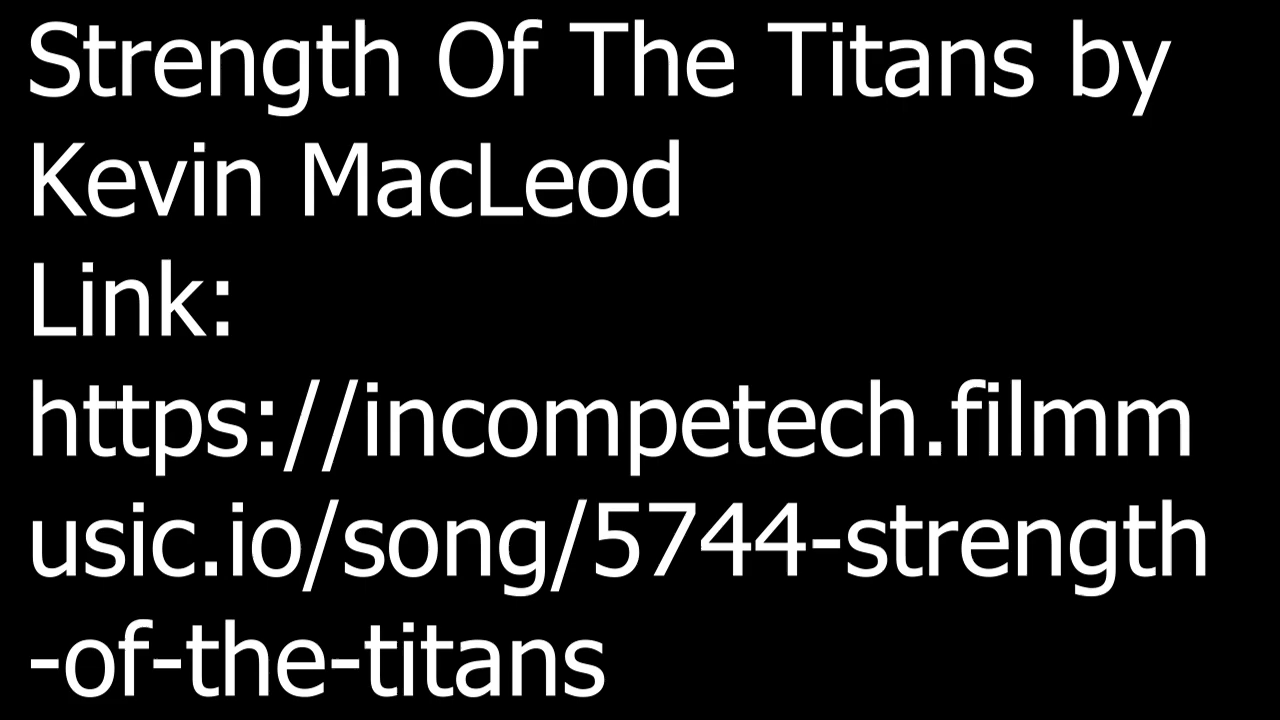 Strength Of The Titans by
Kevin MacLeod
Link:
https://incompetech.filmm
usic.io/song/5744-strength
-of-the-titans